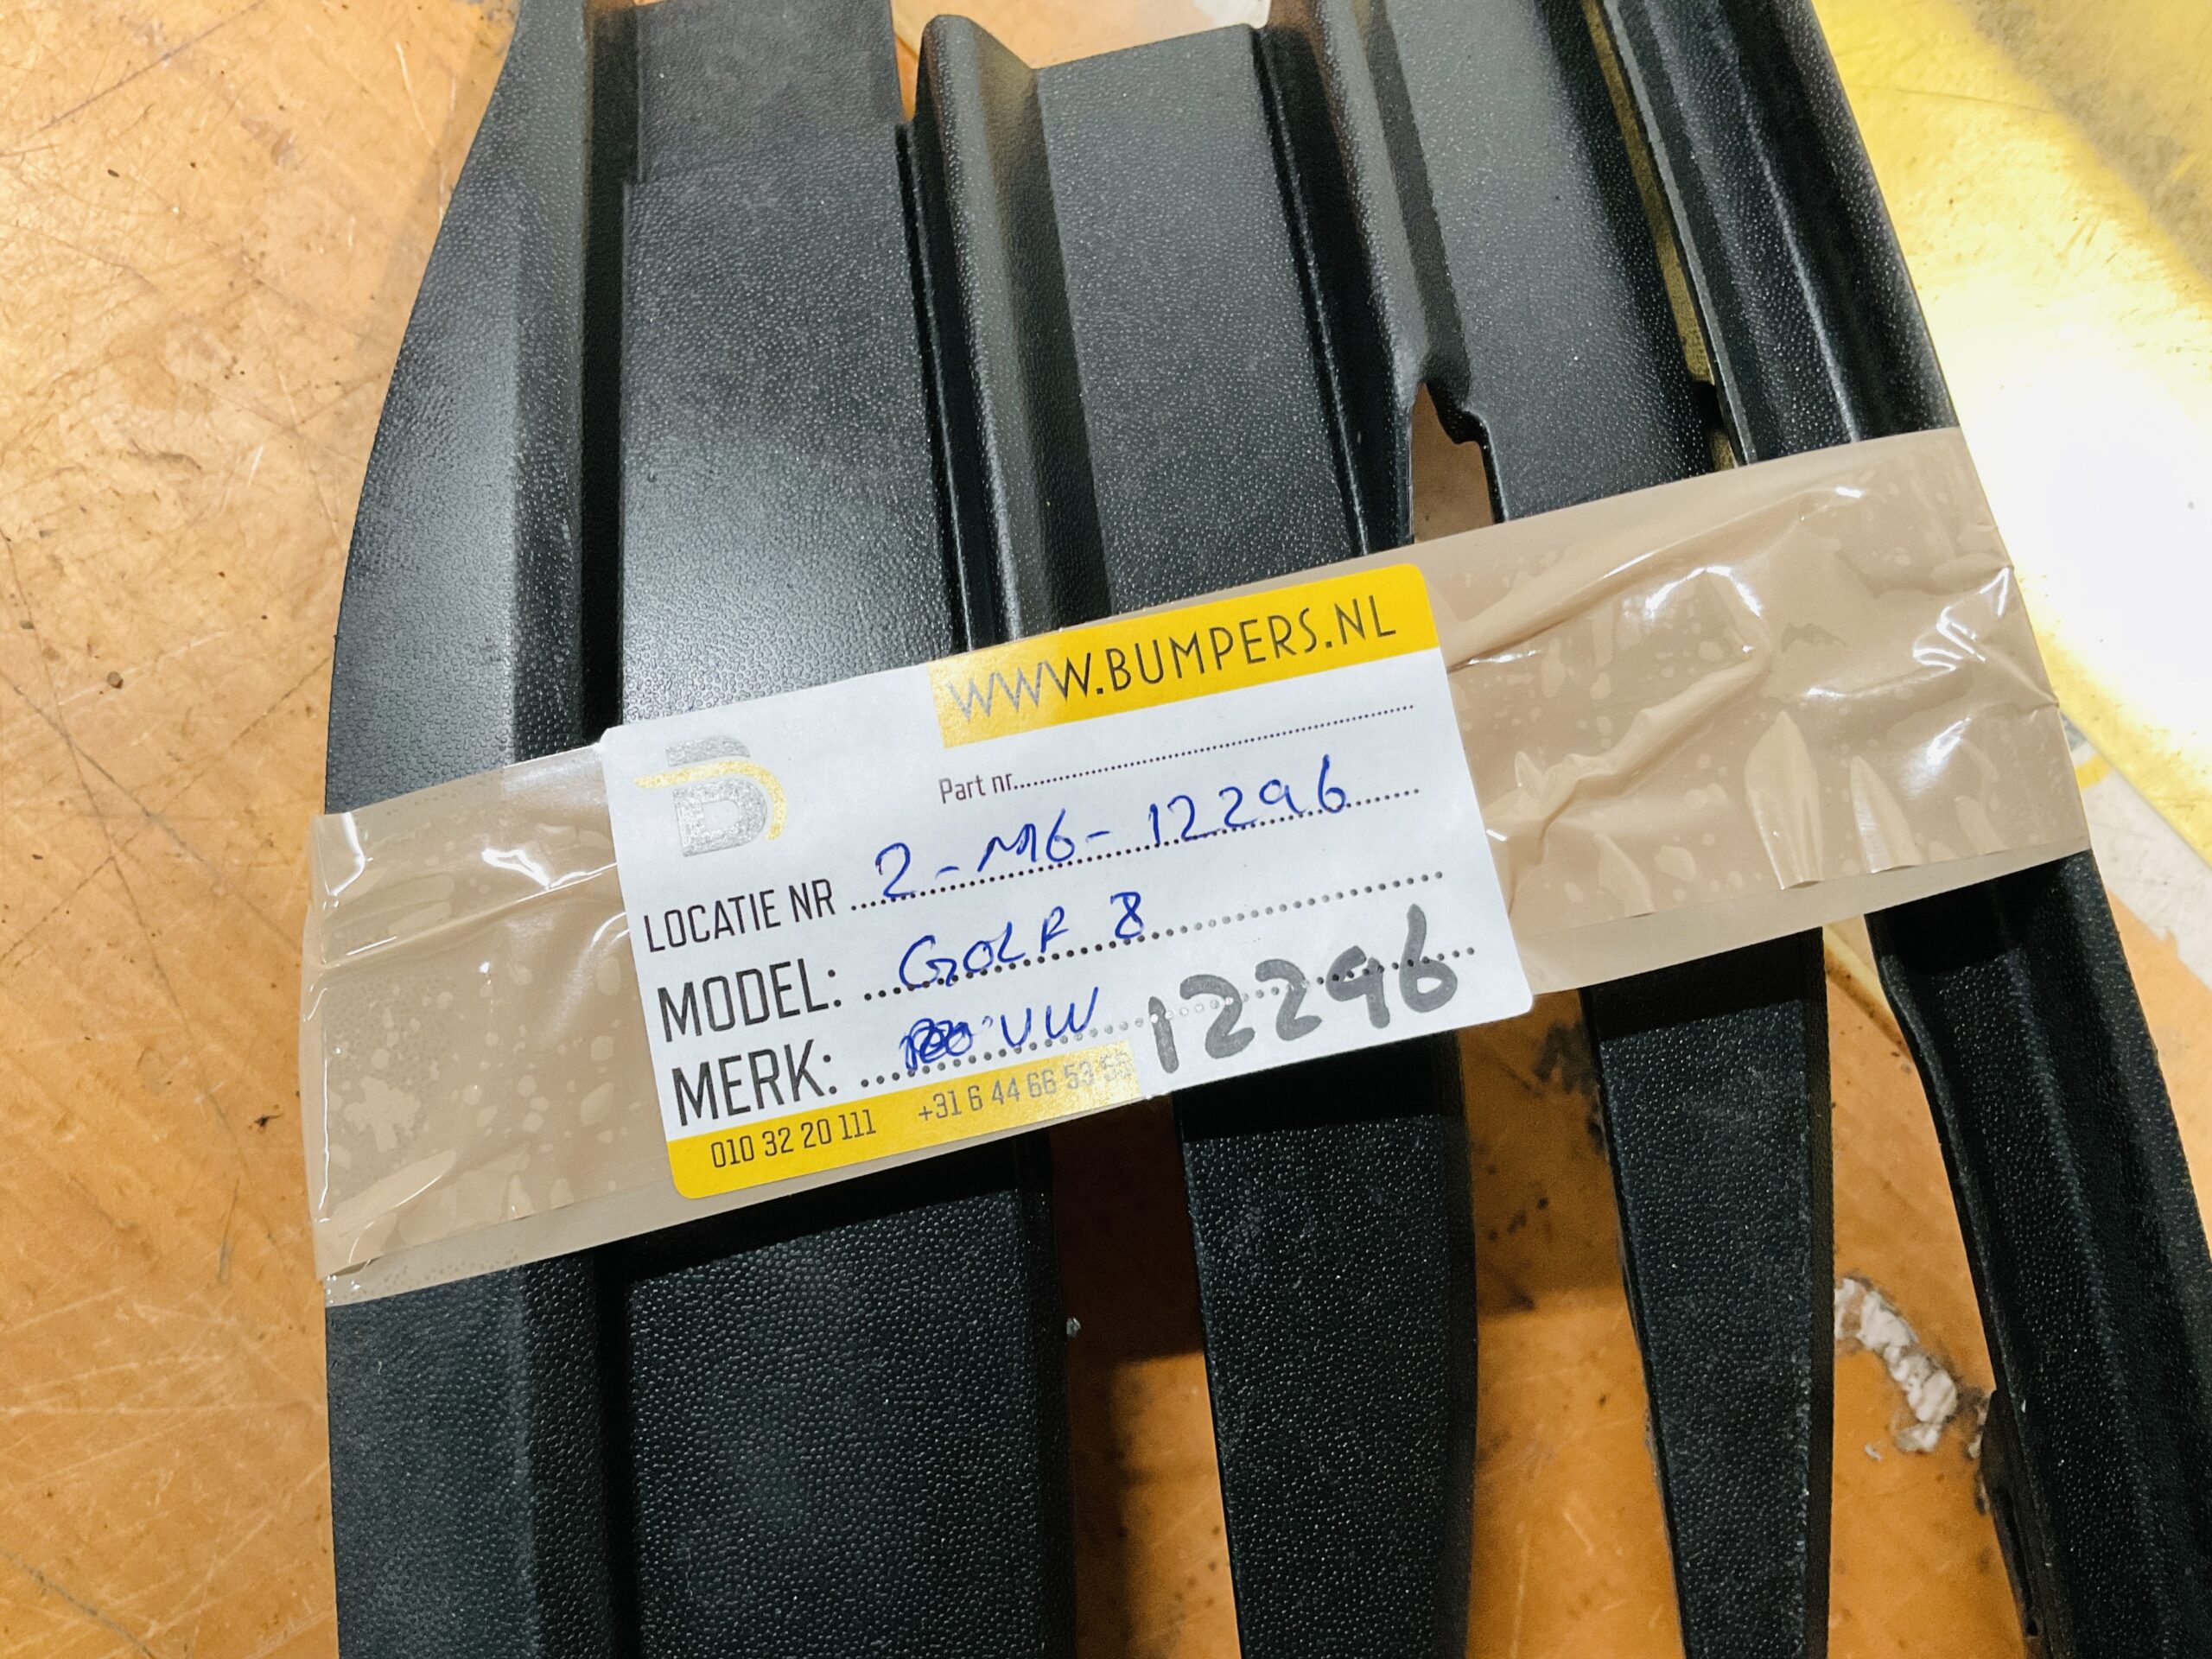 WWW.BUMPERS.NL
Part nr
LOCATIE NR 2-M6-12296
MODEL: GOLF 8
MERK: VW 12296
010 32 20 111 +31 6 44 66 53 55